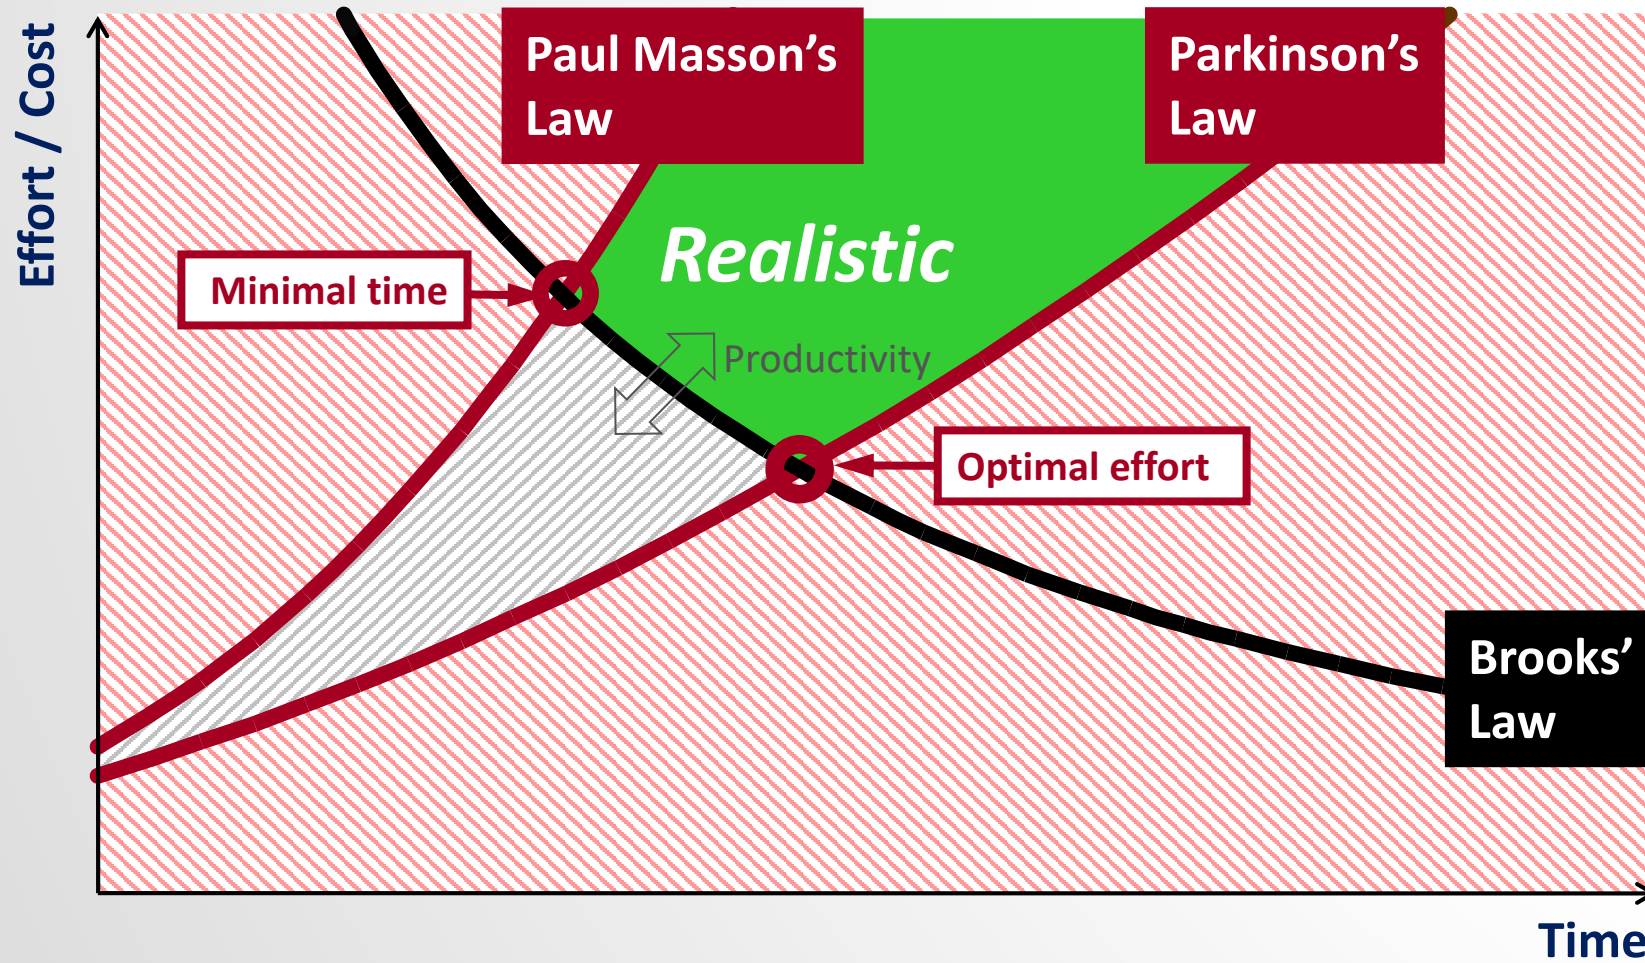 Effort / Cost
Paul Masson’s
Law
Parkinson’s
Law
Realistic
Minimal time
Productivity
Optimal effort
Brooks’
Law
Time